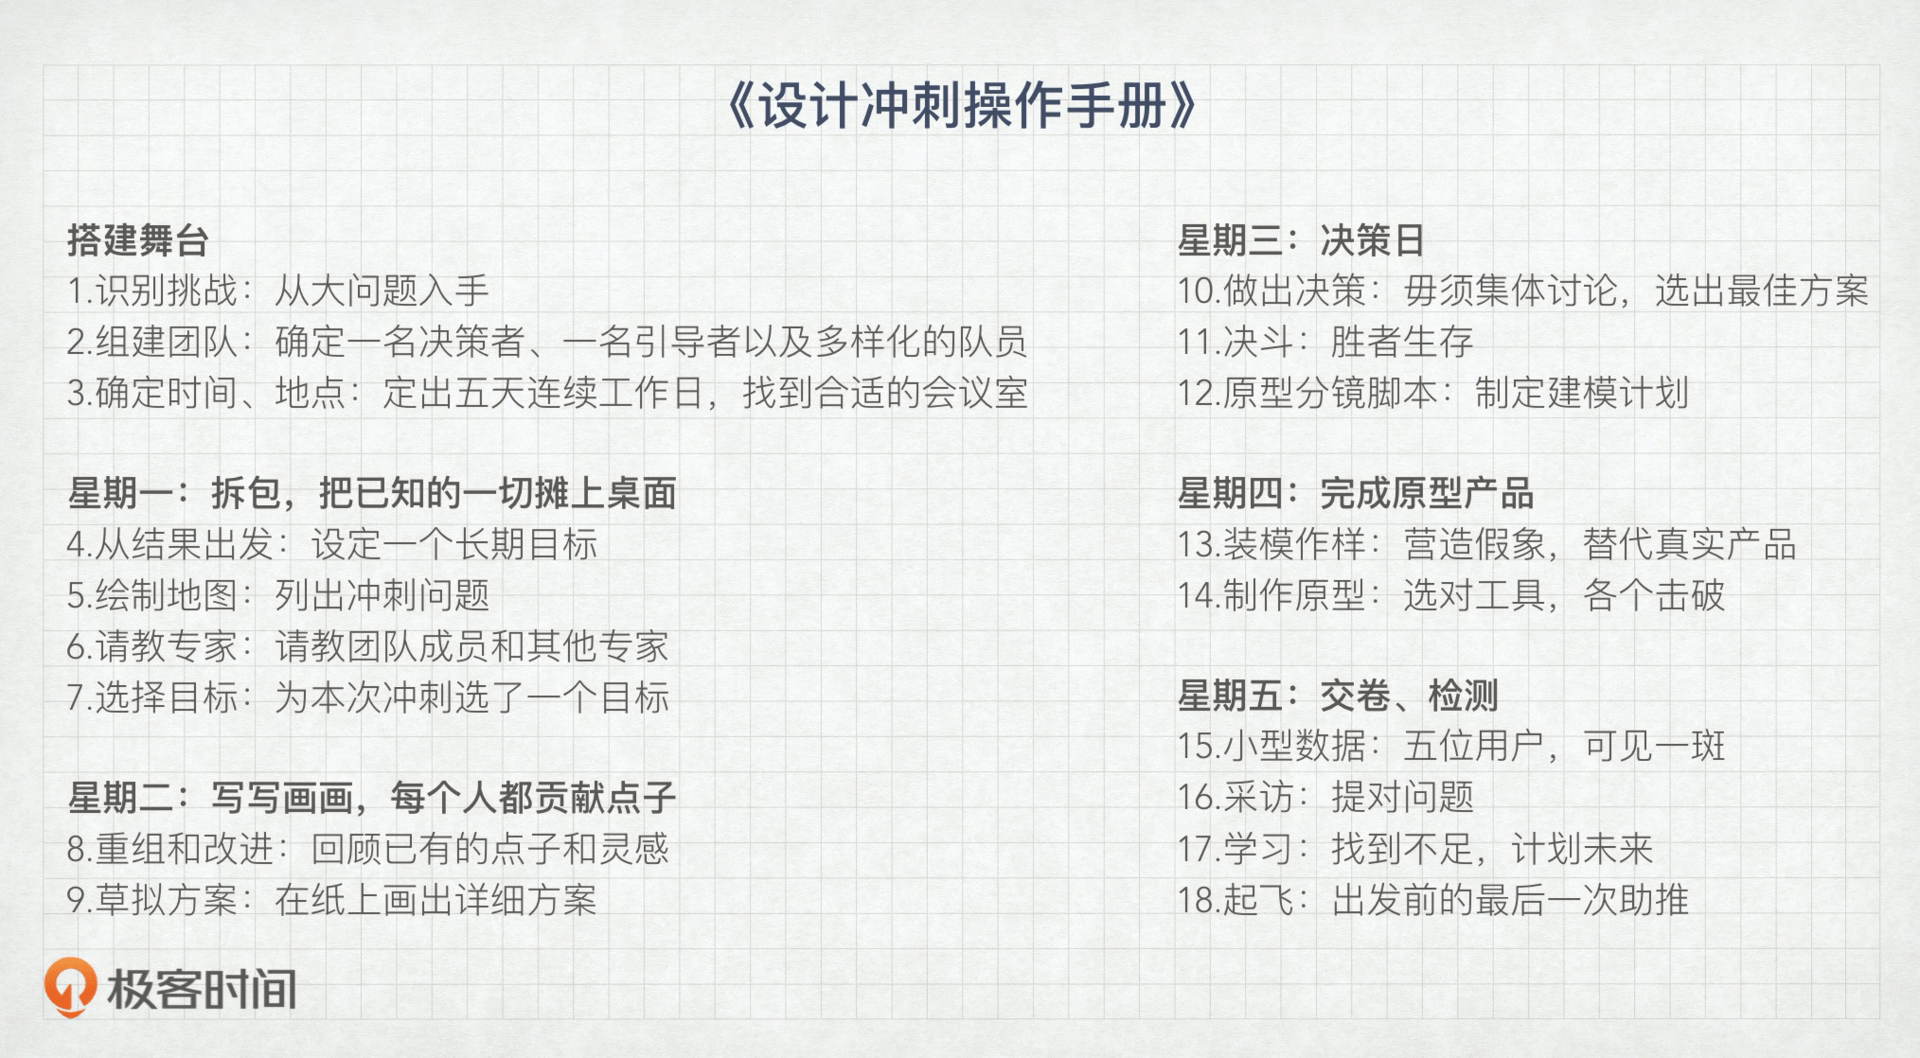 《设计冲刺操作手册》
搭建舞台
1.识别挑战：从大问题入手
2.组建团队：确定一名决策者、一名引导者以及多样化的队员
3.确定时间、地点：定出五天连续工作日，找到合适的会议室
星期一：拆包，把已知的一切摊上桌面
4.从结果出发：设定一个长期目标
5.绘制地图：列出冲刺问题
6.请教专家：请教团队成员和其他专家
7.选择目标：为本次冲刺选了一个目标
星期二：写写画画，每个人都贡献点子
8.重组和改进：回顾已有的点子和灵感
9.草拟方案：在纸上画出详细方案
星期三：决策日
10.做出决策：毋须集体讨论，选出最佳方案
11.决斗：胜者生存
12.原型分镜脚本：制定建模计划
星期四：完成原型产品
13.装模作样：营造假象，替代真实产品
14.制作原型：选对工具，各个击破
星期五：交卷、检测
15.小型数据：五位用户，可见一斑
16.采访：提对问题
17.学习：找到不足，计划未来
18.起飞：出发前的最后一次助推
极客时间